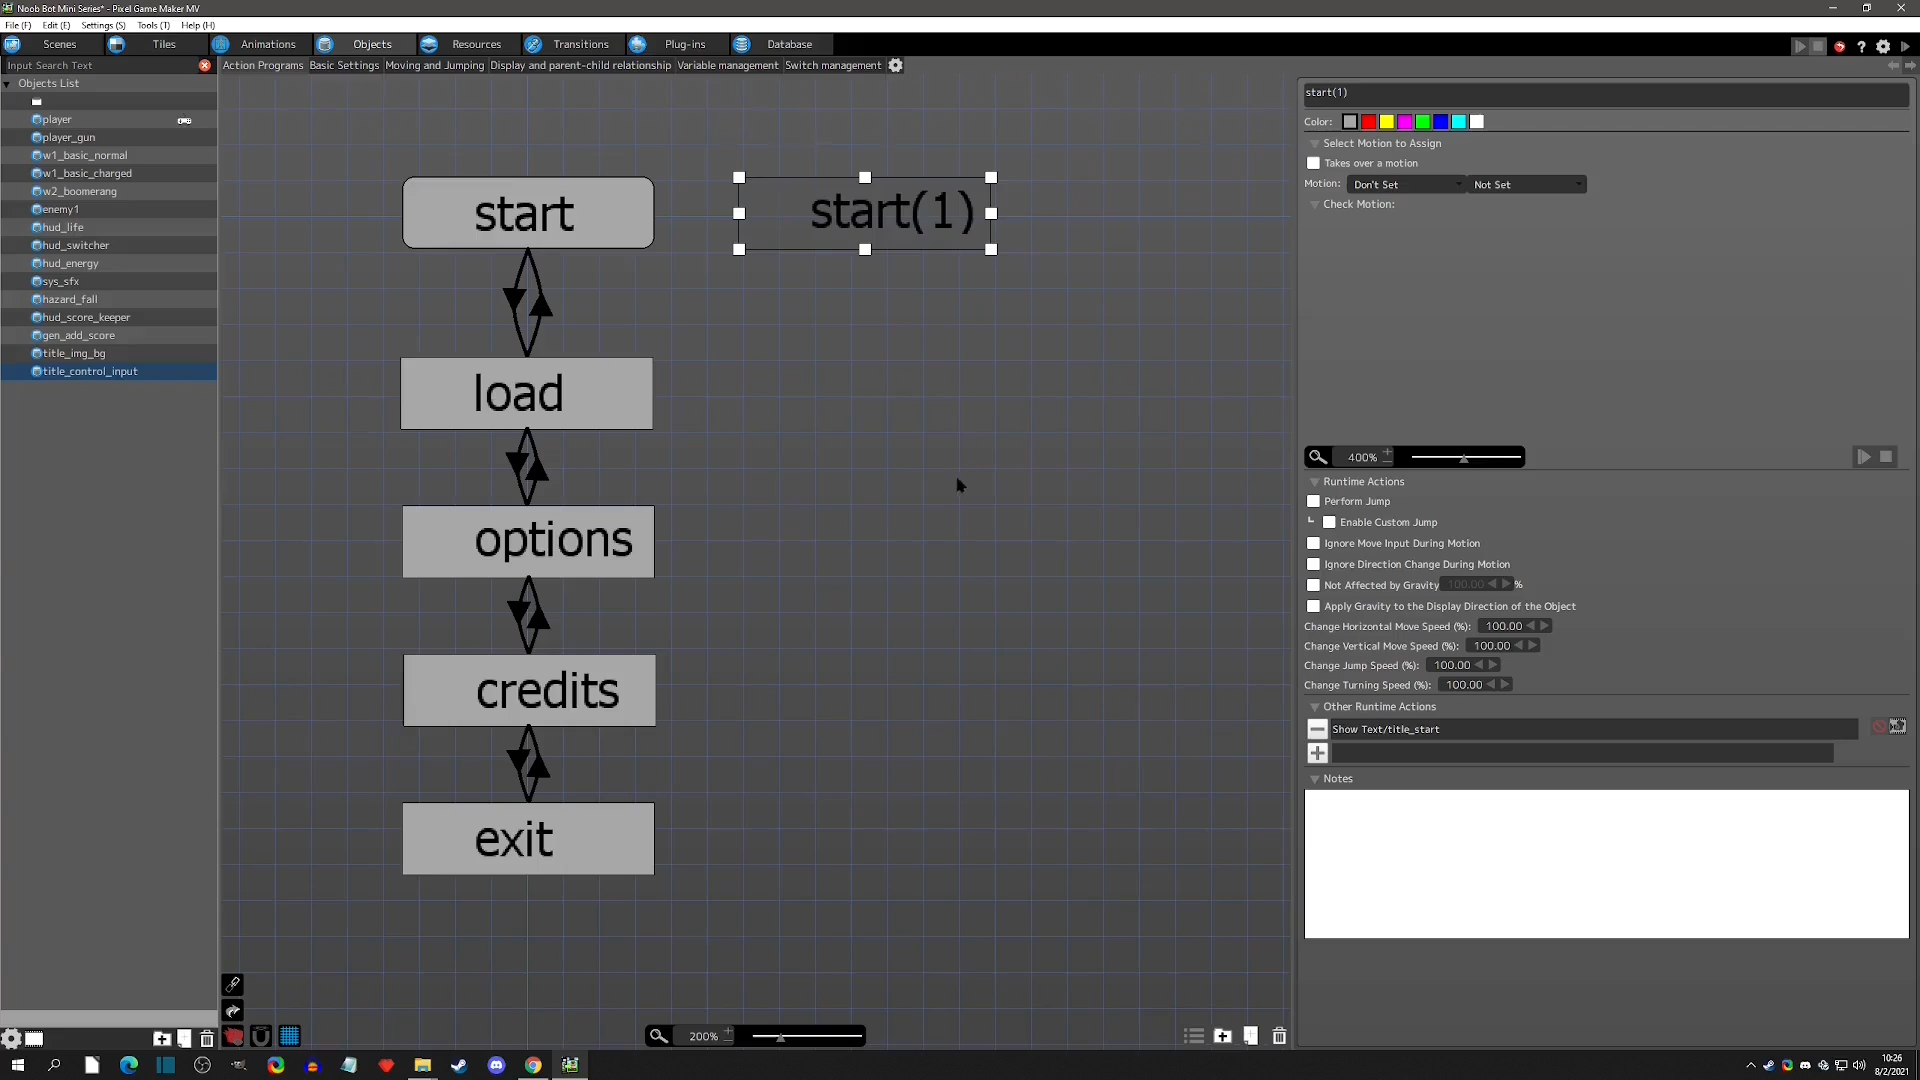 Noob Bot Mini Series* - Pixel Game Maker MV
File (F) Edit (E) Settings (S) Tools (T) Help (H)
Scenes Tiles Animations Objects Resources Transitions Plug-ins Database
Input Search Text
Action Programs Basic Settings Moving and Jumping Display and parent-child relationship Variable management Switch management
Objects List
player
player_gun
w1_basic_normal
w1_basic_charged
w2_boomerang
enemy1
hud_life
hud_switcher
hud_energy
sys_sfx
hazard_fall
hud_score_keeper
gen_add_score
title_img_bg
title_control_input
start
start(1)
load
options
credits
exit
200%
start(1)
Color:
Select Motion to Assign
Takes over a motion
Motion: Don't Set Not Set
Check Motion:
400%
Runtime Actions
Perform Jump
Enable Custom Jump
Ignore Move Input During Motion
Ignore Direction Change During Motion
Not Affected by Gravity 100.00 %
Apply Gravity to the Display Direction of the Object
Change Horizontal Move Speed (%): 100.00
Change Vertical Move Speed (%): 100.00
Change Jump Speed (%): 100.00
Change Turning Speed (%): 100.00
Other Runtime Actions
Show Text/title_start
Notes
10:26
8/2/2021